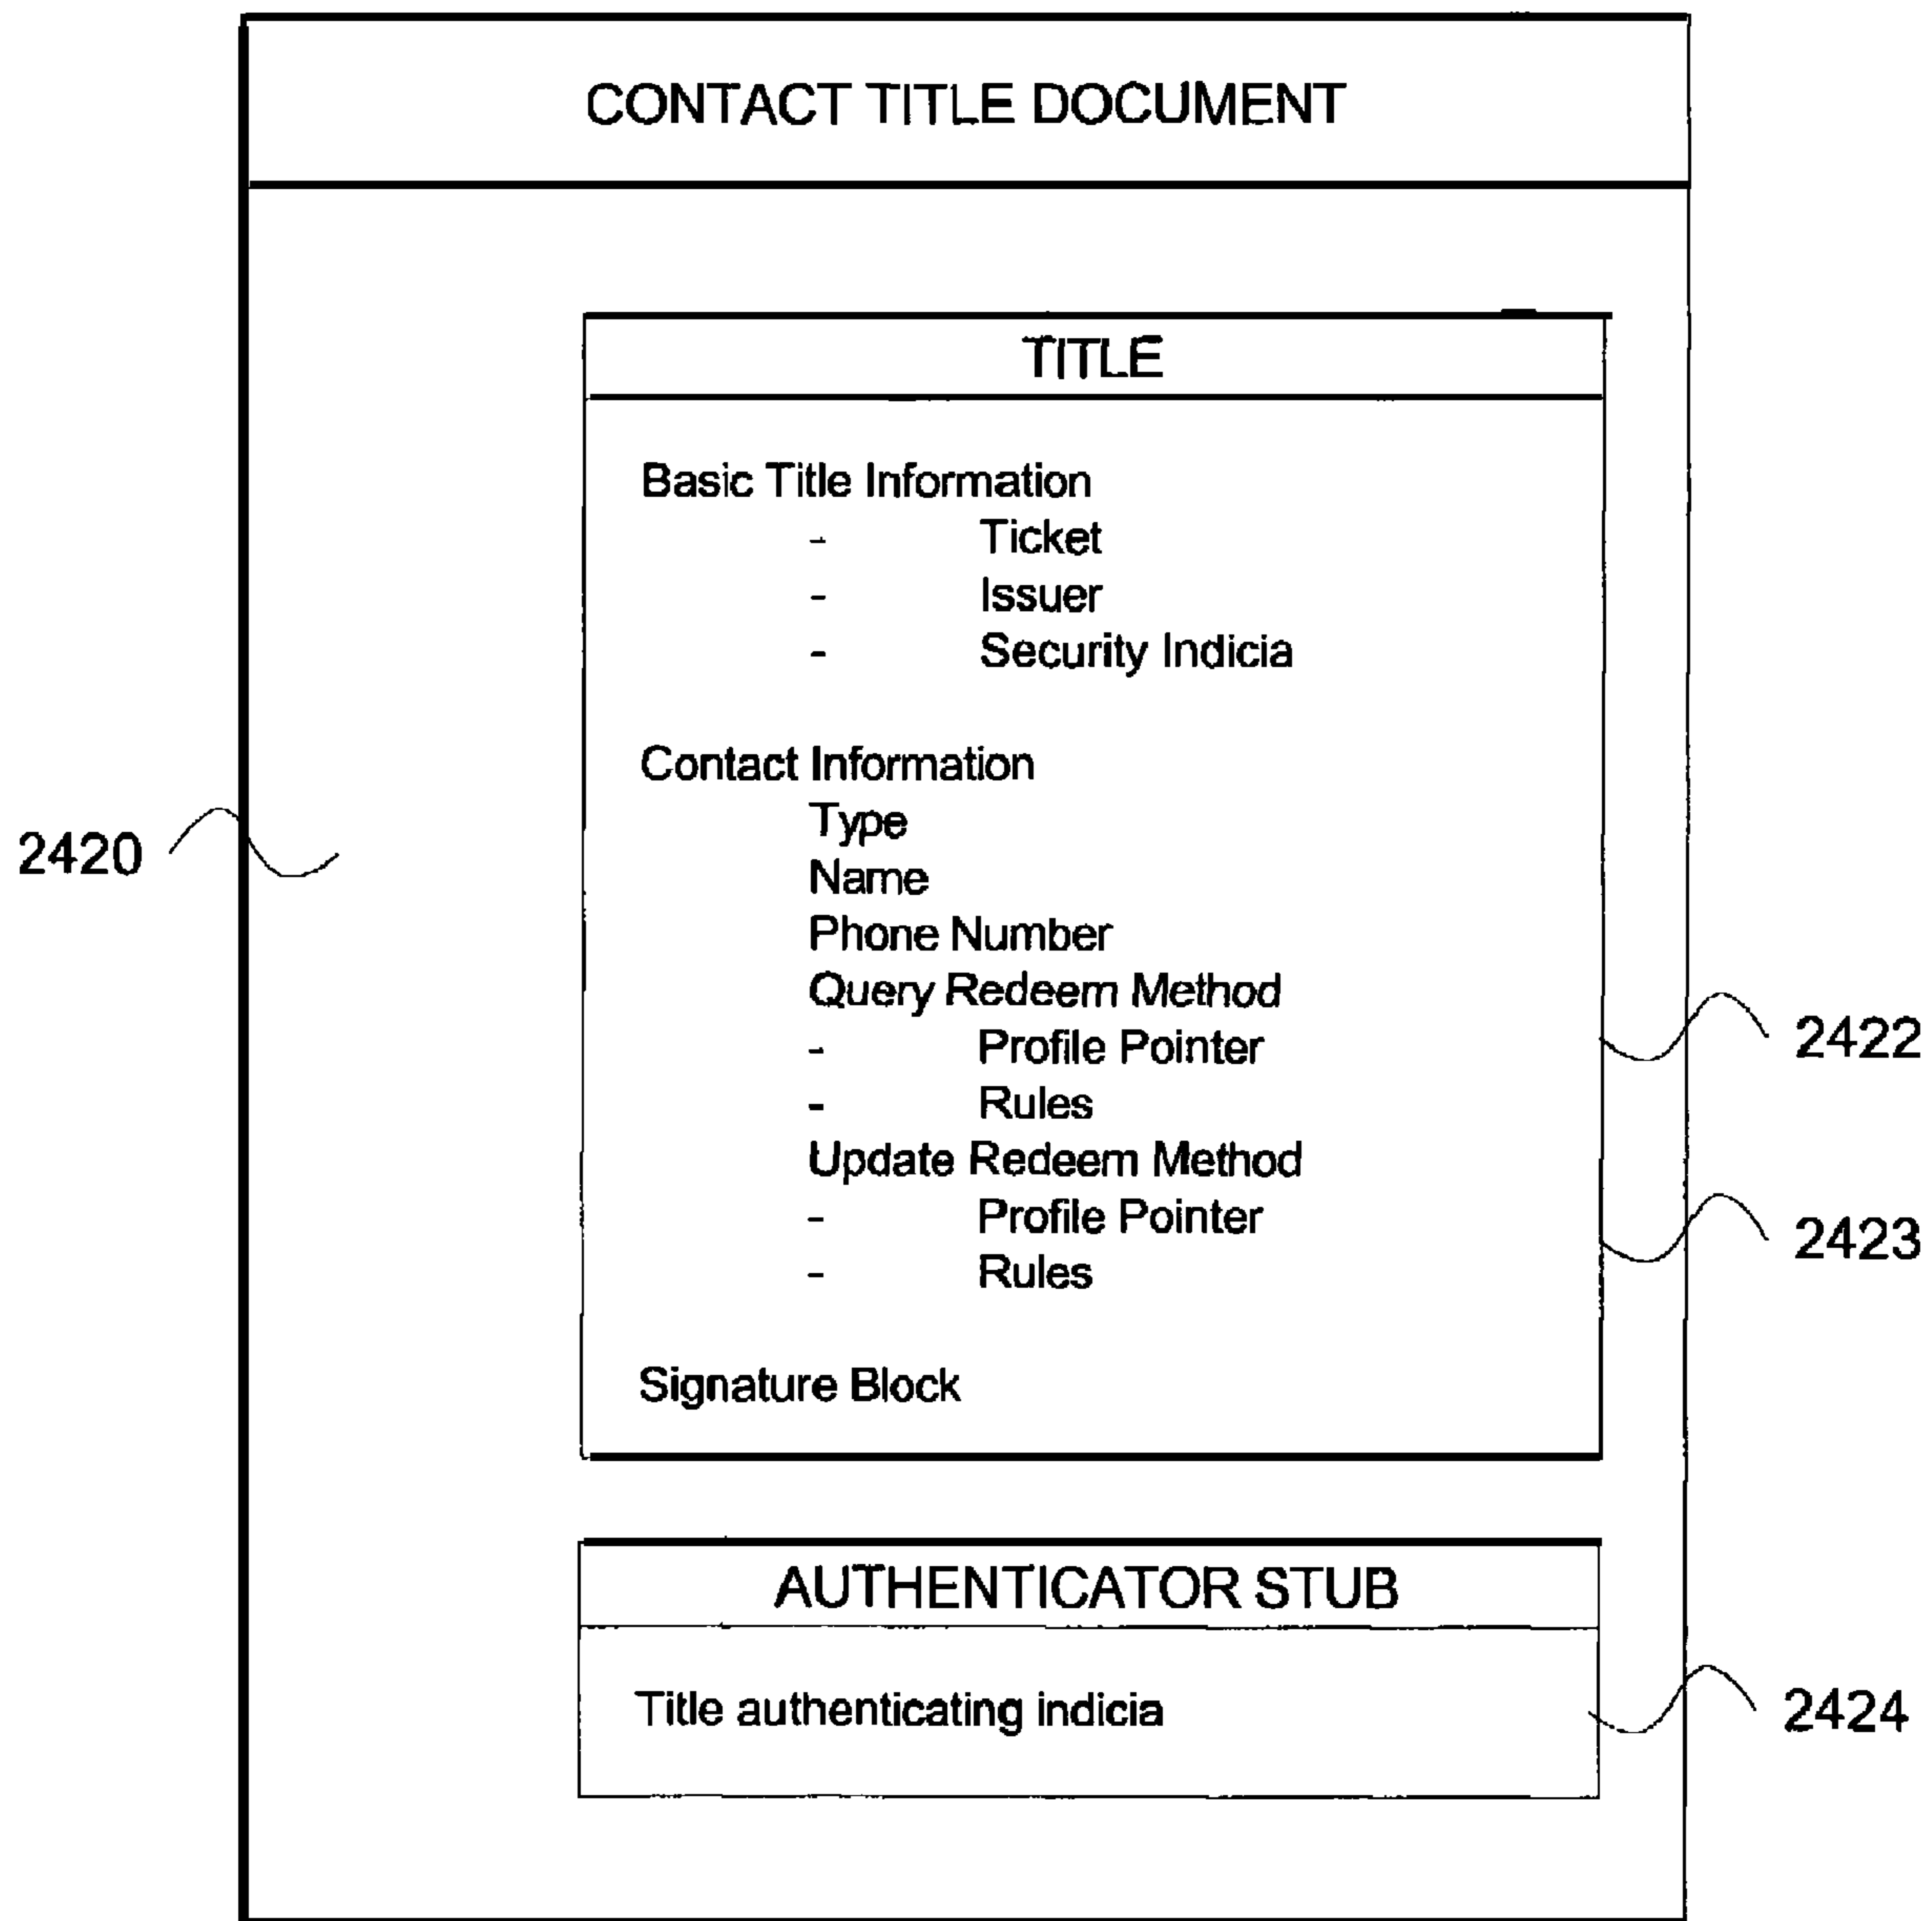 CONTACT TITLE DOCUMENT
TITLE
Basic Title Information
- Ticket
- Issuer
- Security Indicia
Contact Information
Type
2420
Name
Phone Number
Query Redeem Method
- Profile Pointer
2422
- Rules
Update Redeem Method
- Profile Pointer
2423
- Rules
Signature Block
AUTHENTICATOR STUB
Title authenticating indicia
2424